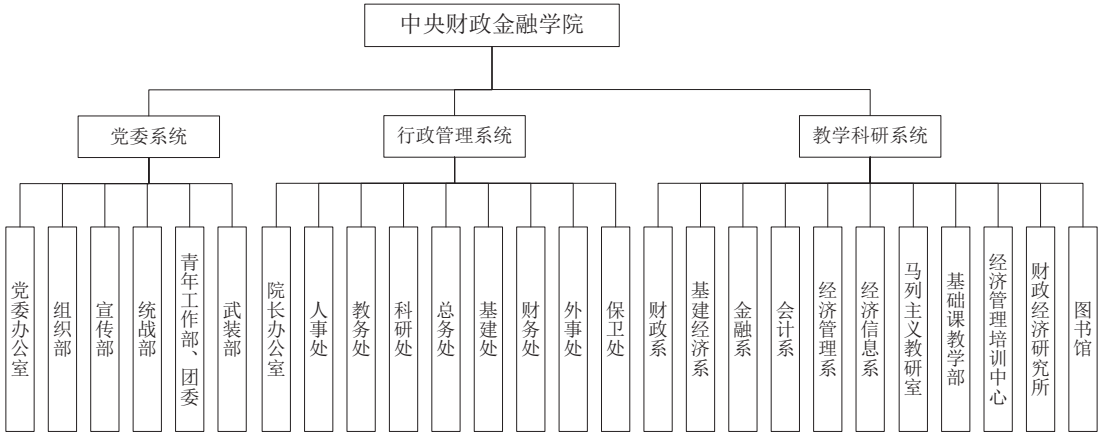 中央财政金融学院
党委系统
行政管理系统
教学科研系统
党委办公室
组织部
宣传部
统战部
青年工作部、团委
武装部
院长办公室
人事处
教务处
科研处
总务处
基建处
财务处
外事处
保卫处
财政系
基建经济系
金融系
会计系
经济管理系
经济信息系
马列主义教研室
基础课教学部
经济管理培训中心
财政经济研究所
图书馆